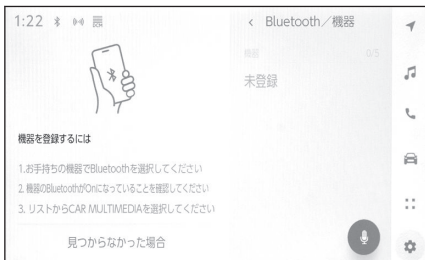 1:22
Bluetooth／機器
機器 0/5
未登録
機器を登録するには
1.お手持ちの機器でBluetoothを選択してください
2. 機器のBluetoothがOnになっていることを確認してください
3. リストからCAR MULTIMEDIAを選択してください
見つからなかった場合